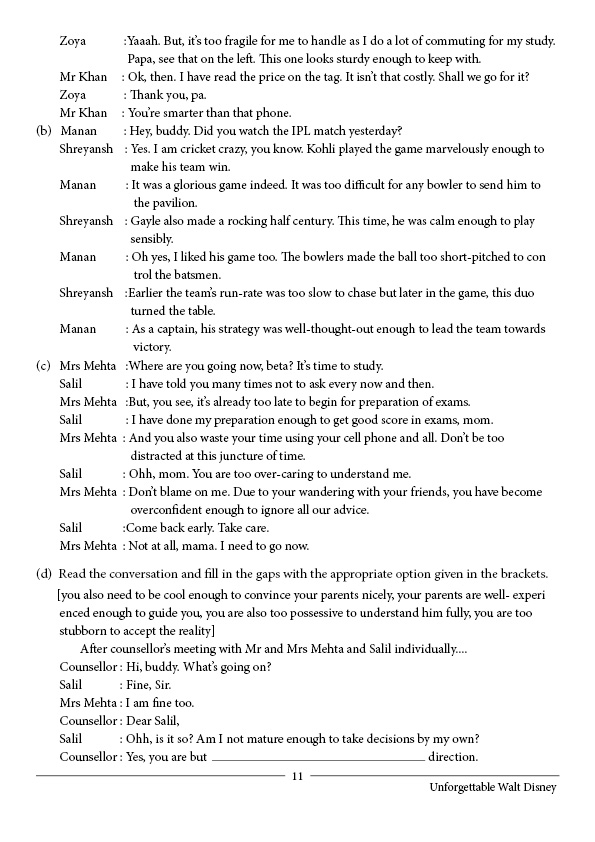 Zoya :Yaaah. But, it's too fragile for me to handle as I do a lot of commuting for my study.
Papa, see that on the left. This one looks sturdy enough to keep with.
Mr Khan : Ok, then. I have read the price on the tag. It isn't that costly. Shall we go for it?
Zoya : Thank you, pa.
Mr Khan : You're smarter than that phone.
(b) Manan : Hey, buddy. Did you watch the IPL match yesterday?
Shreyansh : Yes. I am cricket crazy, you know. Kohli played the game marvelously enough to
make his team win.
Manan : It was a glorious game indeed. It was too difficult for any bowler to send him to
the pavilion.
Shreyansh : Gayle also made a rocking half century. This time, he was calm enough to play
sensibly.
Manan : Oh yes, I liked his game too. The bowlers made the ball too short-pitched to con
trol the batsmen.
Shreyansh :Earlier the team's run-rate was too slow to chase but later in the game, this duo
turned the table.
Manan : As a captain, his strategy was well-thought-out enough to lead the team towards
victory.
(c) Mrs Mehta :Where are you going now, beta? It's time to study.
Salil : I have told you many times not to ask every now and then.
Mrs Mehta :But, you see, it's already too late to begin for preparation of exams.
Salil : I have done my preparation enough to get good score in exams, mom.
Mrs Mehta : And you also waste your time using your cell phone and all. Don't be too
distracted at this juncture of time.
Salil : Ohh, mom. You are too over-caring to understand me.
Mrs Mehta : Don't blame on me. Due to your wandering with your friends, you have become
overconfident enough to ignore all our advice.
Salil :Come back early. Take care.
Mrs Mehta : Not at all, mama. I need to go now.
(d) Read the conversation and fill in the gaps with the appropriate option given in the brackets.
[you also need to be cool enough to convince your parents nicely, your parents are well- experi
enced enough to guide you, you are also too possessive to understand him fully, you are too
stubborn to accept the reality]
After counsellor's meeting with Mr and Mrs Mehta and Salil individually....
Counsellor : Hi, buddy. What's going on?
Salil : Fine, Sir.
Mrs Mehta : I am fine too.
Counsellor : Dear Salil,
Salil : Ohh, is it so? Am I not mature enough to take decisions by my own?
Counsellor : Yes, you are but ______________________________ direction.
11
Unforgettable Walt Disney